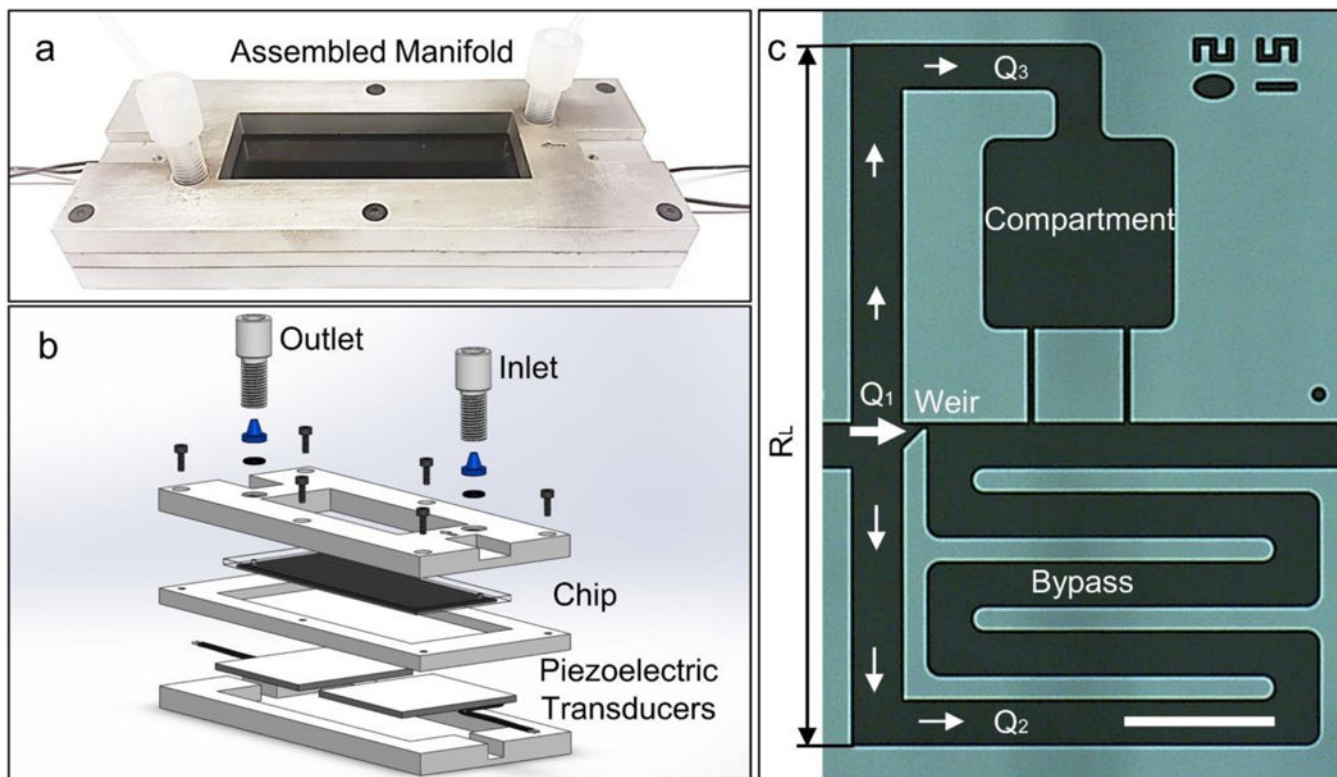 a
Assembled Manifold
b
Outlet
Inlet
Chip
Piezoelectric
Transducers
c
Q3
Compartment
Q1
Weir
RL
Bypass
Q2